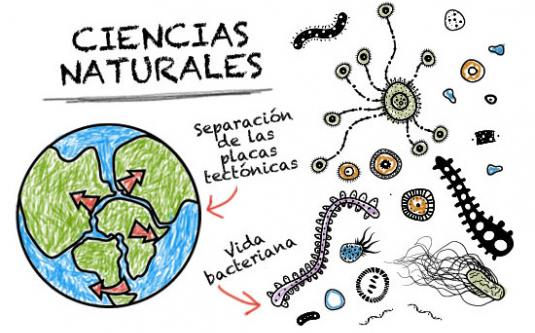 CIENCIAS
NATURALES
Separación
de las
placas
tectónicas
Vida
bacteriana